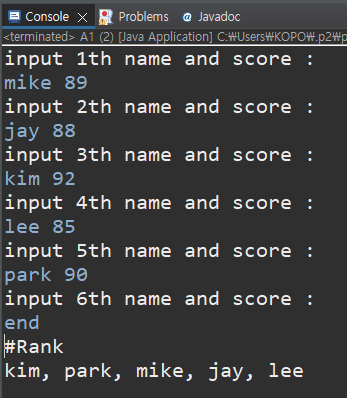 Console Problems Javadoc
<terminated> A1 (2) [Java Application] C:₩Users₩KOPO₩.p2₩p
input 1th name and score :
mike 89
input 2th name and score :
jay 88
input 3th name and score :
kim 92
input 4th name and score :
lee 85
input 5th name and score :
park 90
input 6th name and score :
end
#Rank
kim, park, mike, jay, lee